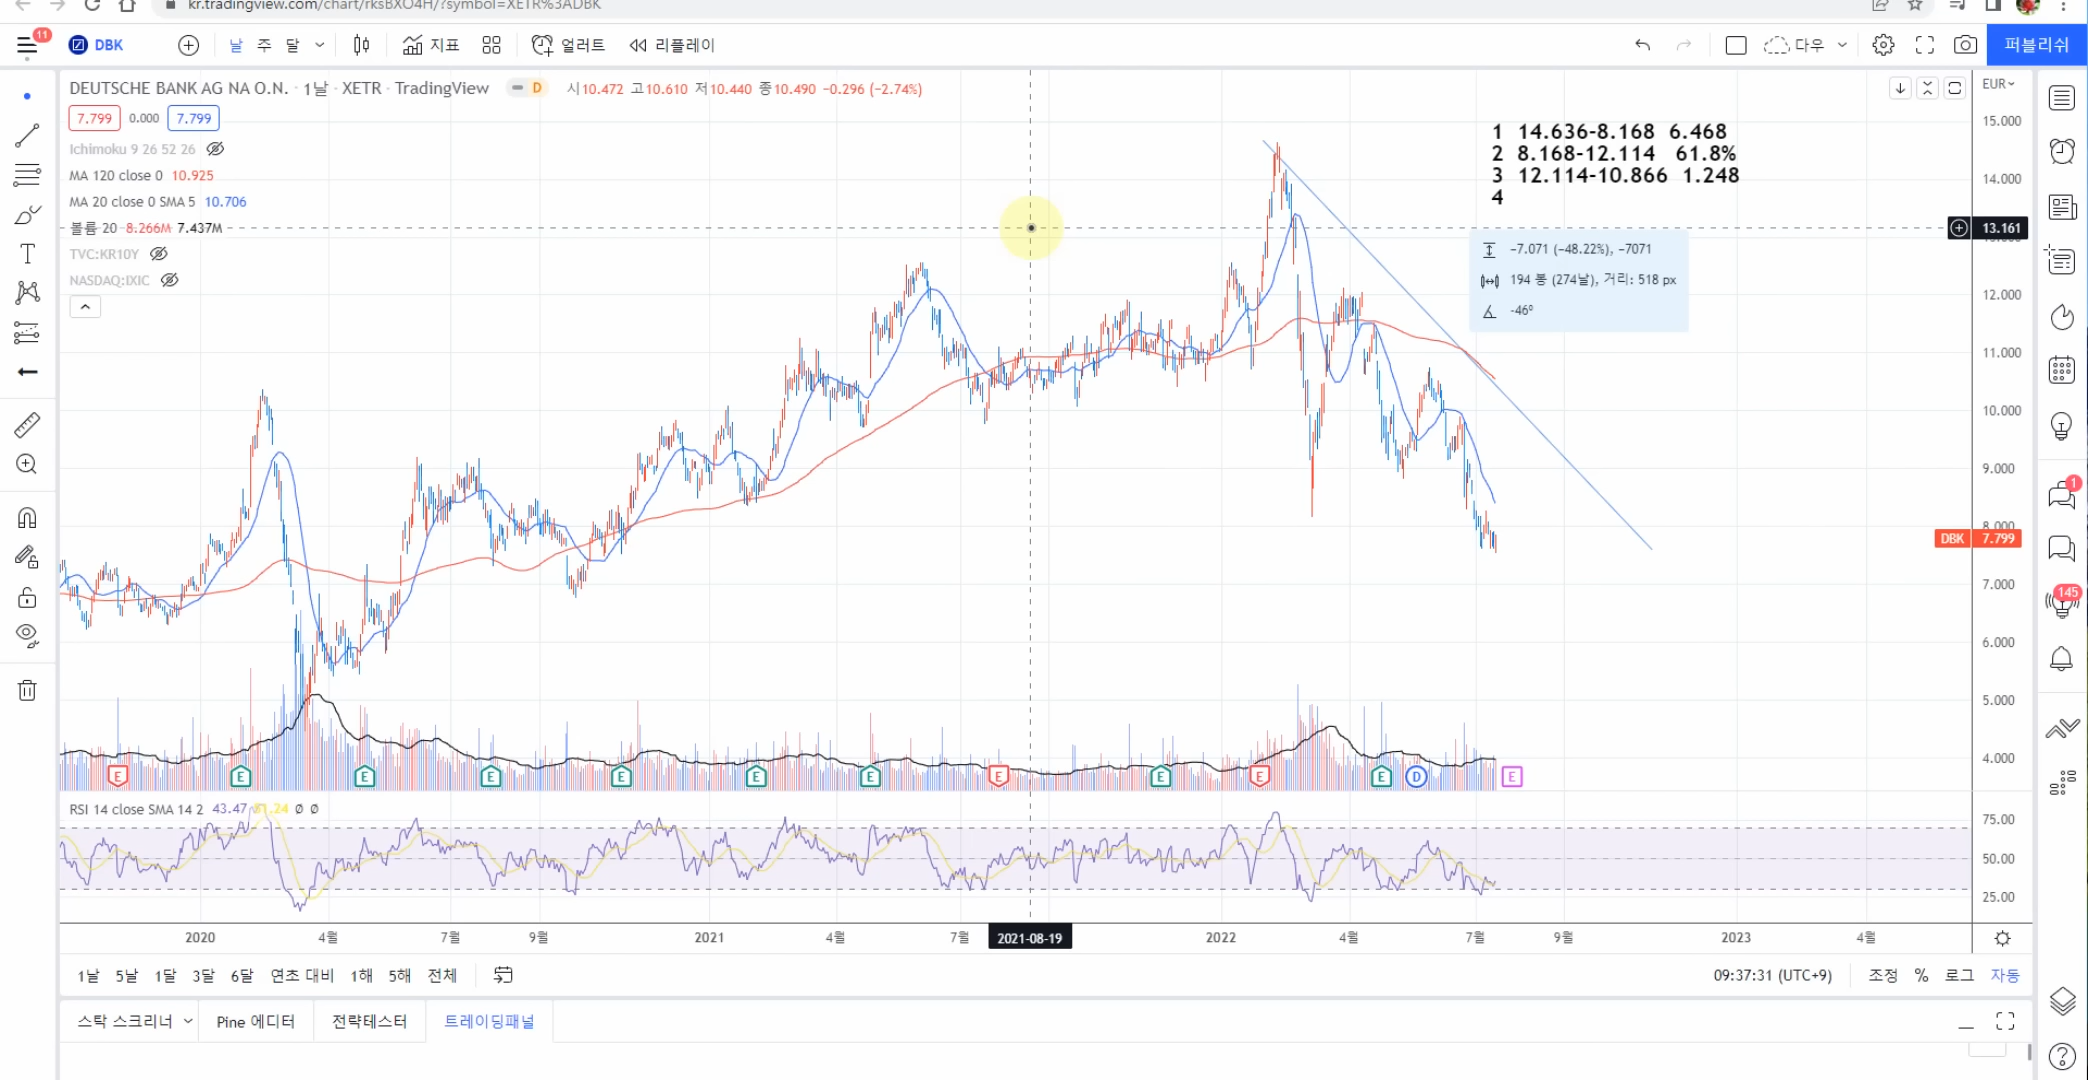 kr.tradingview.com/chart/rksBXO4H/?symbol=XETR%3ADBK
11
DBK
날 주 달
지표
얼러트
리플레이
다우
퍼블리쉬
DEUTSCHE BANK AG NA O.N. · 1날 · XETR · TradingView
D
시10.472 고10.610 저10.440 종10.490 −0.296 (−2.74%)
EUR
7.799 0.000 7.799
Ichimoku 9 26 52 26
MA 120 close 0 10.925
MA 20 close 0 SMA 5 10.706
볼륨 20 8.266M 7.437M
TVC:KR10Y
NASDAQ:IXIC
1 14.636-8.168 6.468
2 8.168-12.114 61.8%
3 12.114-10.866 1.248
4
−7.071 (−48.22%), −7071
194 봉 (274날), 거리: 518 px
-46º
15.000
14.000
13.161
12.000
11.000
10.000
9.000
8.000
DBK 7.799
7.000
6.000
5.000
4.000
E E E E E E E E E E E D E
RSI 14 close SMA 14 2 43.47 Ø Ø
75.00
50.00
25.00
2020 4월 7월 9월 2021 4월 7월 2021-08-19 2022 4월 7월 9월 2023 4월
1날 5날 1달 3달 6달 연초 대비 1해 5해 전체
09:37:31 (UTC+9) 조정 % 로그 자동
스탁 스크리너 Pine 에디터 전략테스터 트레이딩패널
1
145